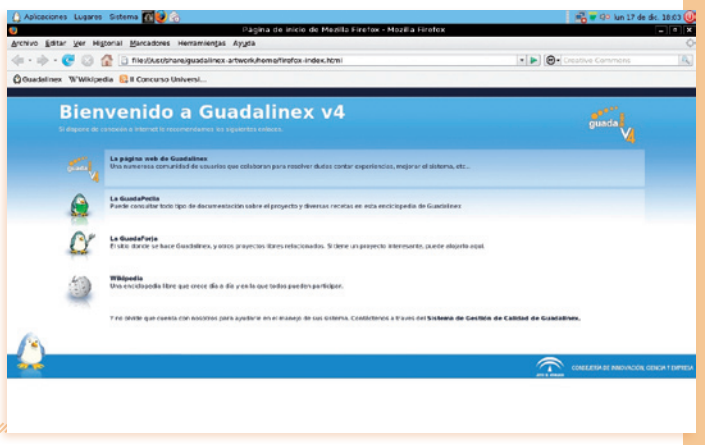 Aplicaciones Lugares Sistema
lun 17 de dic. 18:03
Página de inicio de Mozilla Firefox - Mozilla Firefox
Archivo Editar Ver Historial Marcadores Herramientas Ayuda
file:///usr/share/guadalinex-artwork/home/firefox-index.html
Creative Commons
Guadalinex Wikipedia II Concurso Universi...
Bienvenido a Guadalinex v4
Si dispone de conexión a Internet le recomendamos los siguientes enlaces.
guada V4
La página web de Guadalinex
Una numerosa comunidad de usuarios que colaboran para resolver dudas contar experiencias, mejorar el sistema, etc...
La GuadaPedia
Puede consultar todo tipo de documentación sobre el proyecto y diversas recetas en esta enciclopedia de Guadalinex
La GuadaForja
El sitio donde se hace Guadalinex, y otros proyectos libres relacionados. Si tiene un proyecto interesante, puede alojarlo aquí.
Wikipedia
Una enciclopedia libre que crece día a día y en la que todos pueden participar.
Y no olvide que cuenta con nosotros para ayudarle en el manejo de sus sistema. Contáctenos a través del Sistema de Gestión de Calidad de Guadalinex.
JUNTA DE ANDALUCIA
CONSEJERÍA DE INNOVACIÓN, CIENCIA Y EMPRESA